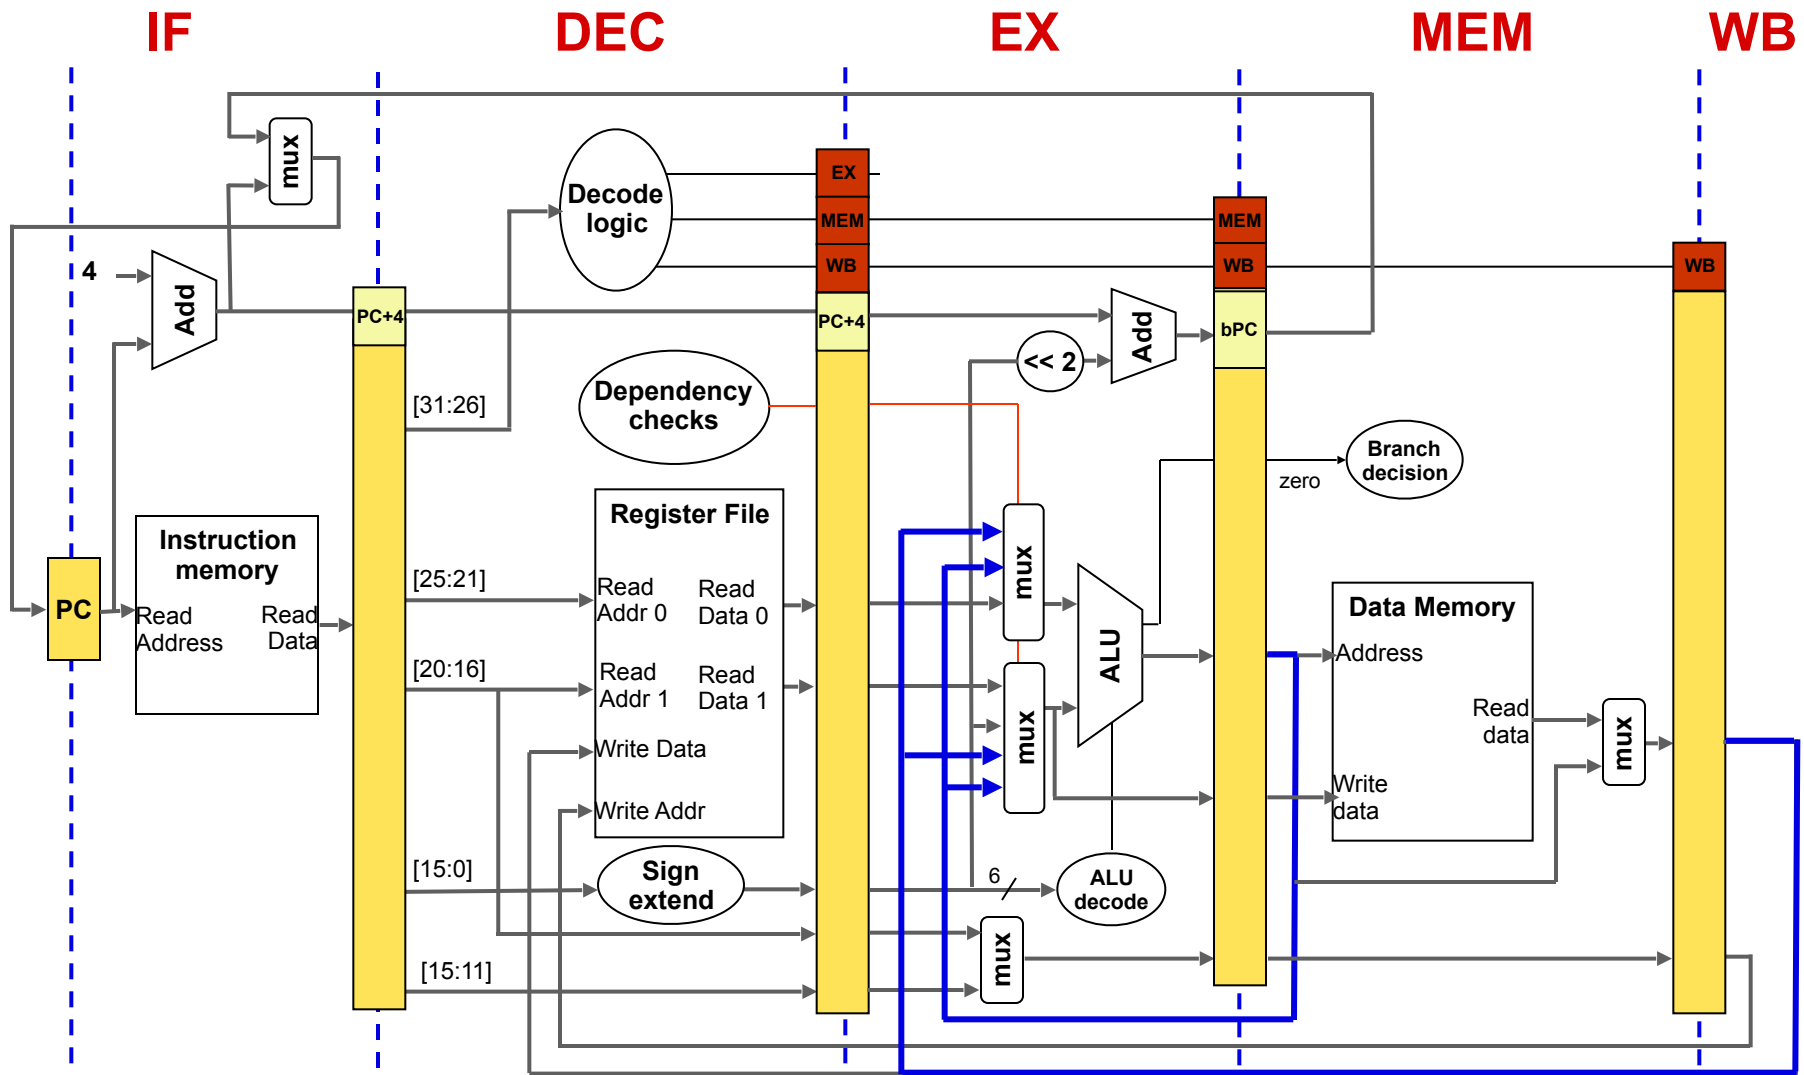 IF
DEC
EX
MEM
WB
mux
4
Add
PC
Instruction
memory
Read
Address
Read
Data
PC+4
[31:26]
[25:21]
[20:16]
[15:0]
[15:11]
Decode
logic
Dependency
checks
Register File
Read
Addr 0
Read
Data 0
Read
Addr 1
Read
Data 1
Write Data
Write Addr
Sign
extend
EX
MEM
WB
PC+4
<< 2
Add
mux
mux
ALU
6
ALU
decode
mux
MEM
WB
bPC
zero
Branch
decision
Data Memory
Address
Read
data
Write
data
mux
WB